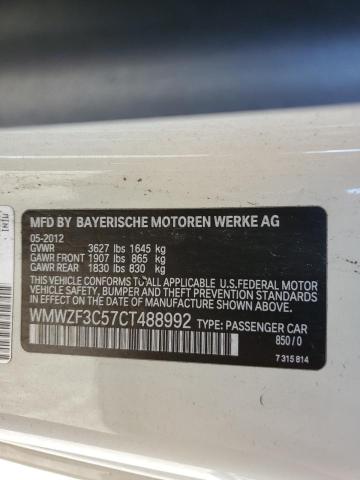 MFD BY BAYERISCHE MOTOREN WERKE AG
05-2012
GVWR 3627 lbs 1645 kg
GAWR FRONT 1907 lbs 865 kg
GAWR REAR 1830 lbs 830 kg
THIS VEHICLE CONFORMS TO ALL APPLICABLE
U.S.FEDERAL MOTOR VEHICLE SAFETY, BUMPER,
AND THEFT PREVENTION STANDARDS IN EFFECT
ON THE DATE OF MANUFACTURE SHOWN ABOVE.
WMWZF3C57CT488992 TYPE: PASSENGER CAR
850 / 0
7 315 814